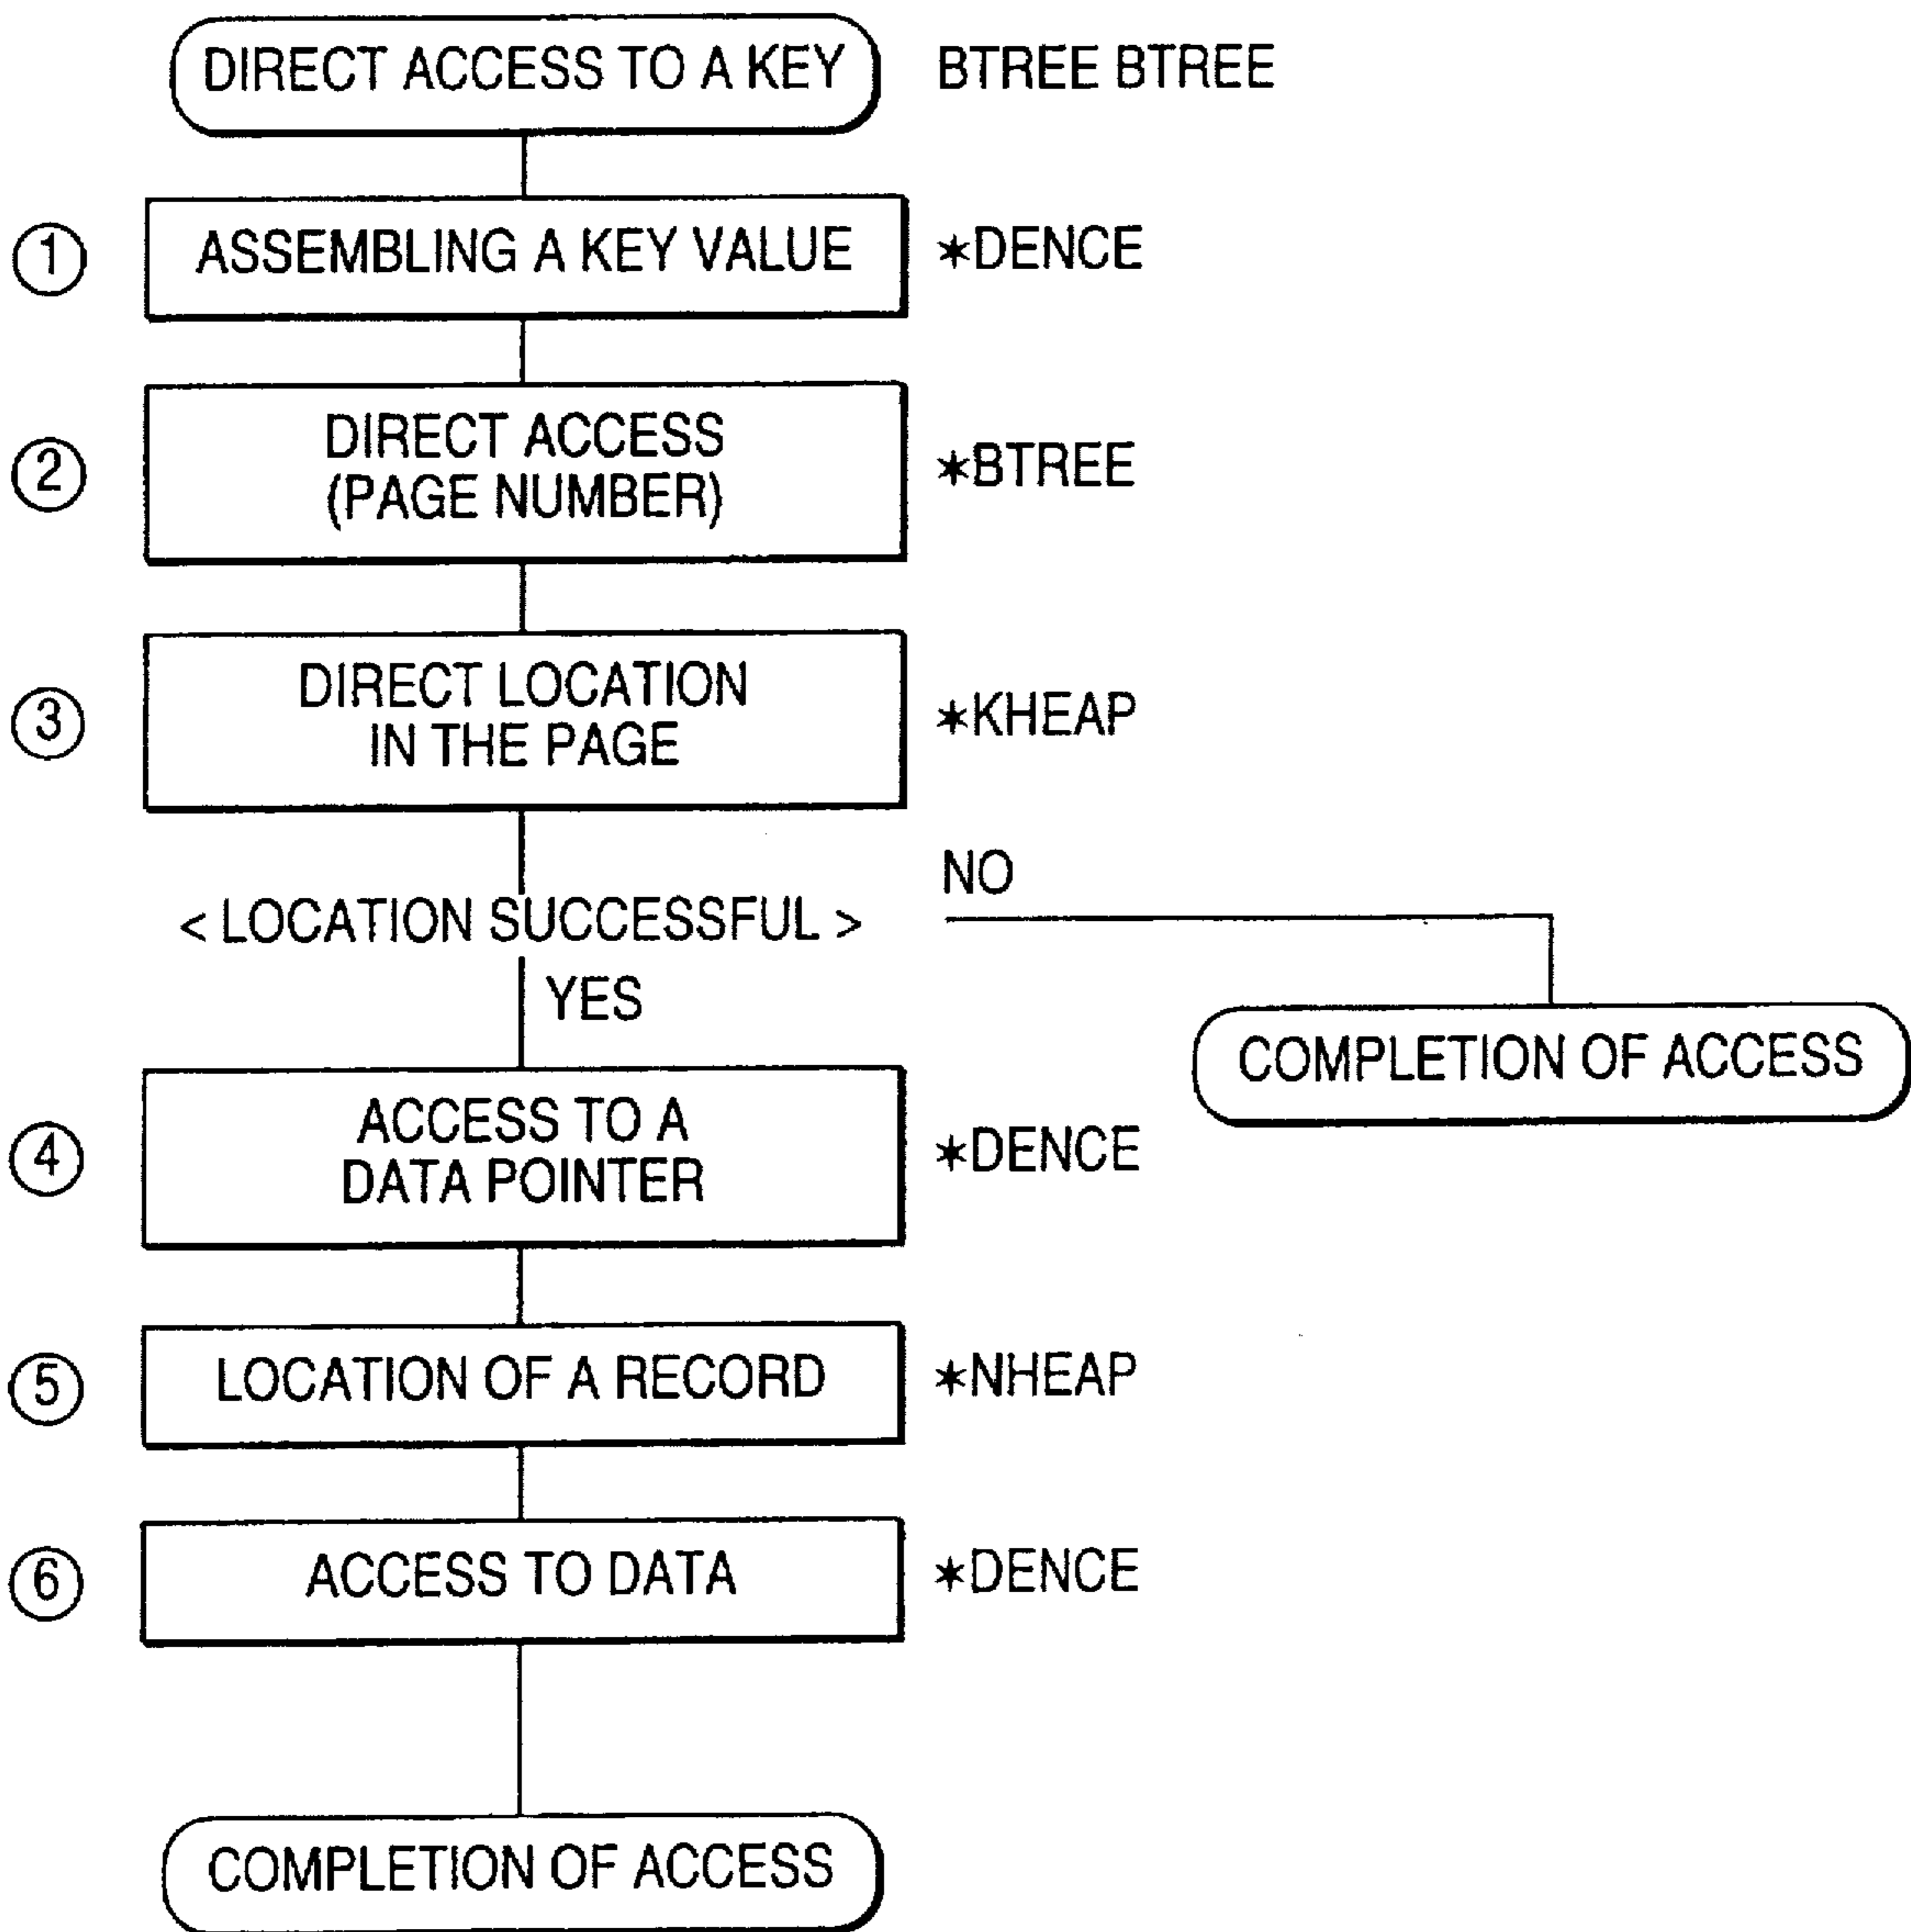 DIRECT ACCESS TO A KEY BTREE BTREE
① ASSEMBLING A KEY VALUE *DENCE
② DIRECT ACCESS
(PAGE NUMBER) *BTREE
③ DIRECT LOCATION
IN THE PAGE *KHEAP
NO
< LOCATION SUCCESSFUL >
YES
COMPLETION OF ACCESS
④ ACCESS TO A
DATA POINTER *DENCE
⑤ LOCATION OF A RECORD *NHEAP
⑥ ACCESS TO DATA *DENCE
COMPLETION OF ACCESS